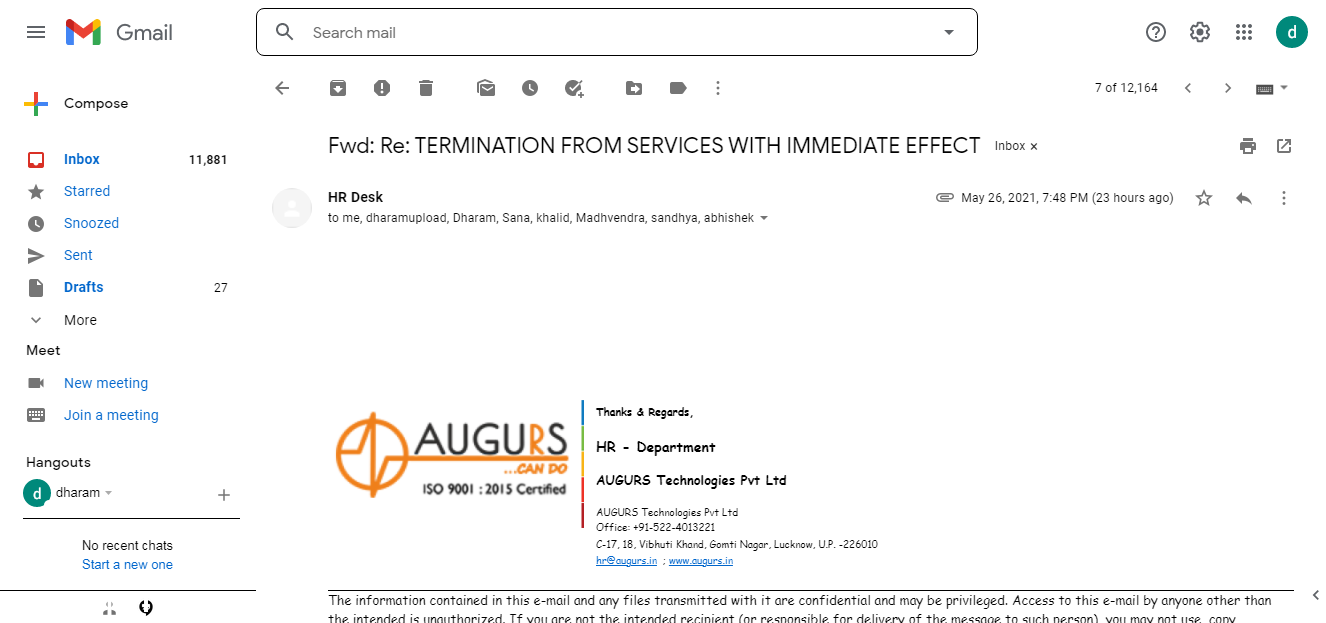 Gmail
Search mail
Compose
7 of 12,164
Fwd: Re: TERMINATION FROM SERVICES WITH IMMEDIATE EFFECT Inbox ×
Inbox 11,881
Starred
HR Desk
May 26, 2021, 7:48 PM (23 hours ago)
to me, dharamupload, Dharam, Sana, khalid, Madhvendra, sandhya, abhishek
Snoozed
Sent
Drafts 27
More
Meet
New meeting
Join a meeting
Hangouts
d dharam
No recent chats
Start a new one
d
AUGURS
...CAN DO
ISO 9001 : 2015 Certified
Thanks & Regards,
HR - Department
AUGURS Technologies Pvt Ltd
AUGURS Technologies Pvt Ltd
Office: +91-522-4013221
C-17, 18, Vibhuti Khand, Gomti Nagar, Lucknow, U.P. -226010
hr@augurs.in ; www.augurs.in
The information contained in this e-mail and any files transmitted with it are confidential and may be privileged. Access to this e-mail by anyone other than
the intended is unauthorized. If you are not the intended recipient (or responsible for delivery of the message to such person), you may not use, copy